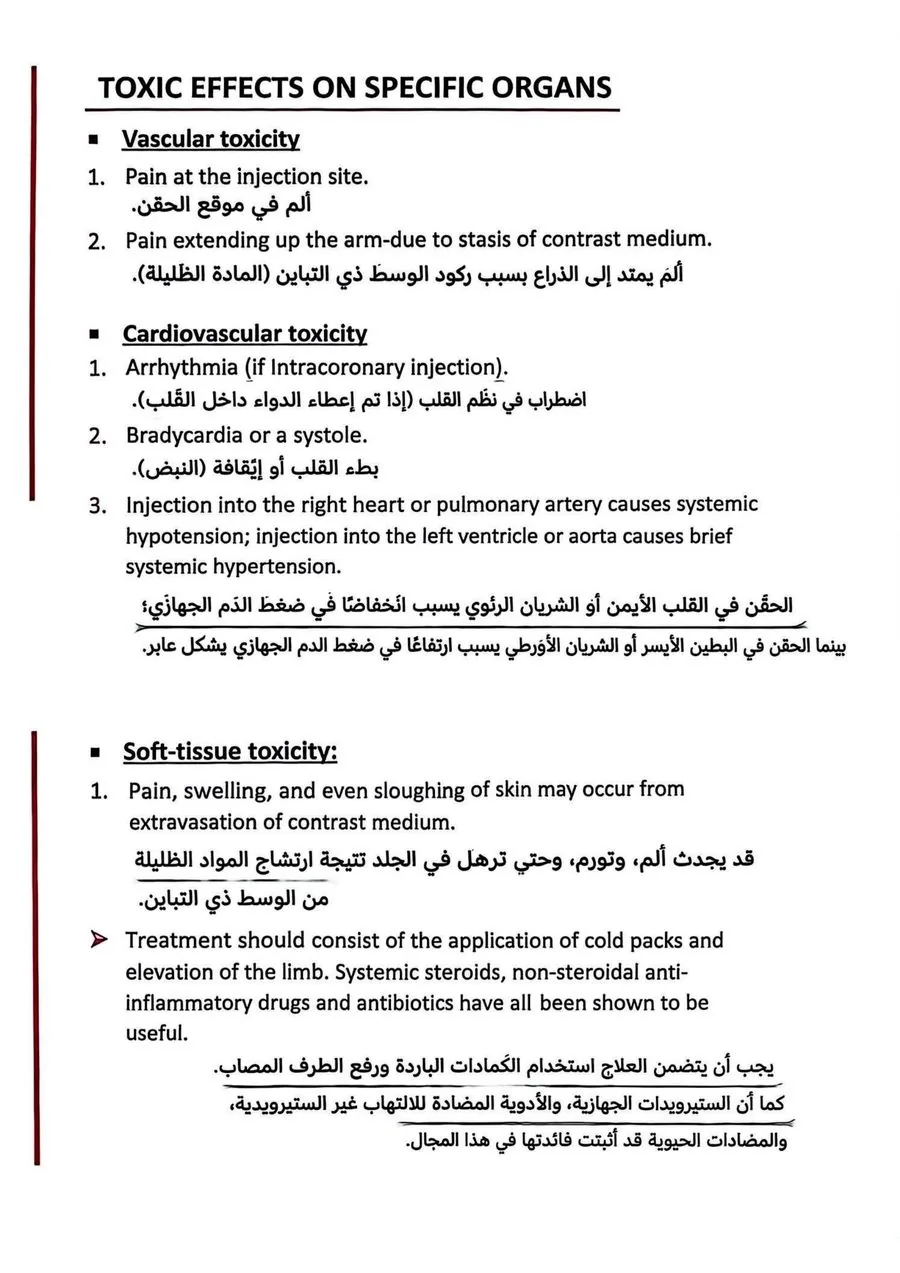 TOXIC EFFECTS ON SPECIFIC ORGANS
▪ Vascular toxicity
1. Pain at the injection site.
ألم في موقع الحقن.
2. Pain extending up the arm-due to stasis of contrast medium.
ألمَ يمتد إلى الذراع بسبب ركود الوسطَ ذي التباين (المادة الظَليلة).
▪ Cardiovascular toxicity
1. Arrhythmia (if Intracoronary injection).
اضطراب في نظَم القلب (إذا تم إعطاء الدواء داخل القَلب).
2. Bradycardia or a systole.
بطء القلب أو إيَقافة (النبض).
3. Injection into the right heart or pulmonary artery causes systemic
hypotension; injection into the left ventricle or aorta causes brief
systemic hypertension.
الحقَن في القلب الأيمن أو الشريان الرئوي يسبب انَخفاضًا في ضغطَ الدَم الجهازَي؛
بينما الحقن في البطين الأيسر أو الشريان الأوَرطي يسبب ارتفاعًا في ضغط الدم الجهازي يشكل عابر.
▪ Soft-tissue toxicity:
1. Pain, swelling, and even sloughing of skin may occur from
extravasation of contrast medium.
قد يجدث ألم، وتورم، وحتي ترهل في الجلد تتيجة ارتشاج المواد الظليلة
من الوسط ذي التباين.
➢ Treatment should consist of the application of cold packs and
elevation of the limb. Systemic steroids, non-steroidal anti-
inflammatory drugs and antibiotics have all been shown to be
useful.
يجب أن يتضمن العلاج استخدام الكَمادات الباردة ورفع الطرف المصاب.
كما أن الستيرويدات الجهازية، والأدوية المضادة للالتهاب غير الستيرويدية،
والمضادات الحيوية قد أثبتت فائدتها في هذا المجال.